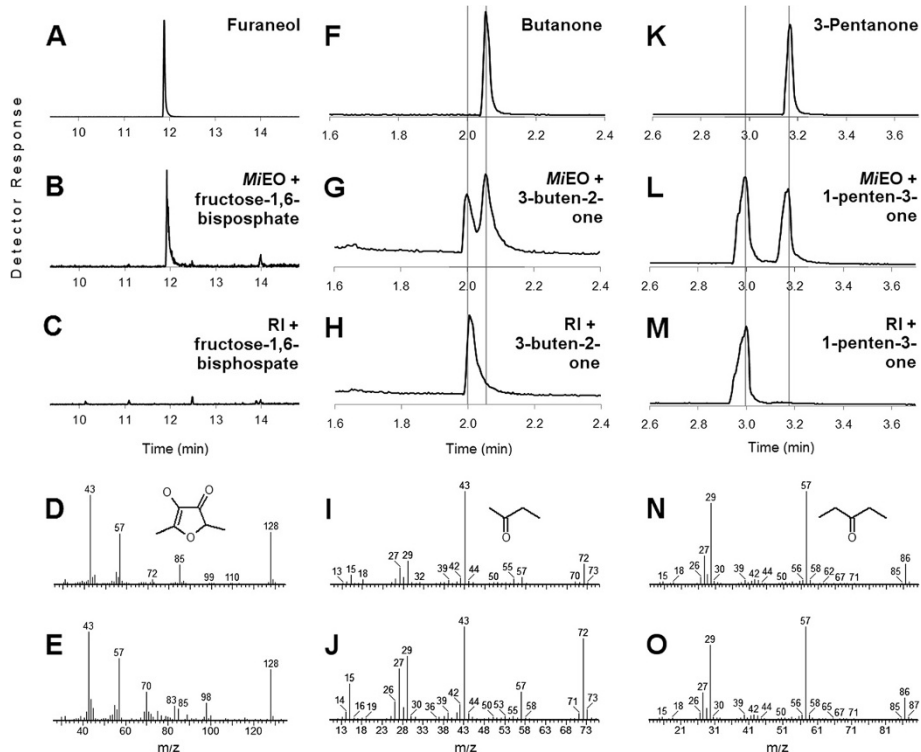 Detector Response
A
Furaneol
10 11 12 13 14
B
MiEO +
fructose-1,6-
bisposphate
10 11 12 13 14
C
RI +
fructose-1,6-
bisphospate
10 11 12 13 14
Time (min)
F
Butanone
1.6 1.8 2.0 2.2 2.4
G
MiEO +
3-buten-2-
one
1.6 1.8 2.0 2.2 2.4
H
RI +
3-buten-2-
one
1.6 1.8 2.0 2.2 2.4
Time (min)
K
3-Pentanone
2.6 2.8 3.0 3.2 3.4 3.6
L
MiEO +
1-penten-3-
one
2.6 2.8 3.0 3.2 3.4 3.6
M
RI +
1-penten-3-
one
2.6 2.8 3.0 3.2 3.4 3.6
Time (min)
D
43 57 72 85 99 110 128
O O O
40 60 80 100 120
E
43 57 70 83 85 98 128
40 60 80 100 120
m/z
I
13 15 18 27 29 32 39 42 43 44 50 55 57 70 72 73
O
J
14 15 16 19 26 27 29 30 36 39 42 43 44 50 53 55 57 58 71 72 73
13 18 23 28 33 38 43 48 53 58 63 68 73
m/z
N
15 18 26 27 29 30 39 42 44 50 56 57 58 62 67 71 85 86
O
O
15 18 26 27 29 30 39 42 44 50 56 57 58 65 67 71 85 86 87
21 29 37 45 53 61 69 77 85
m/z